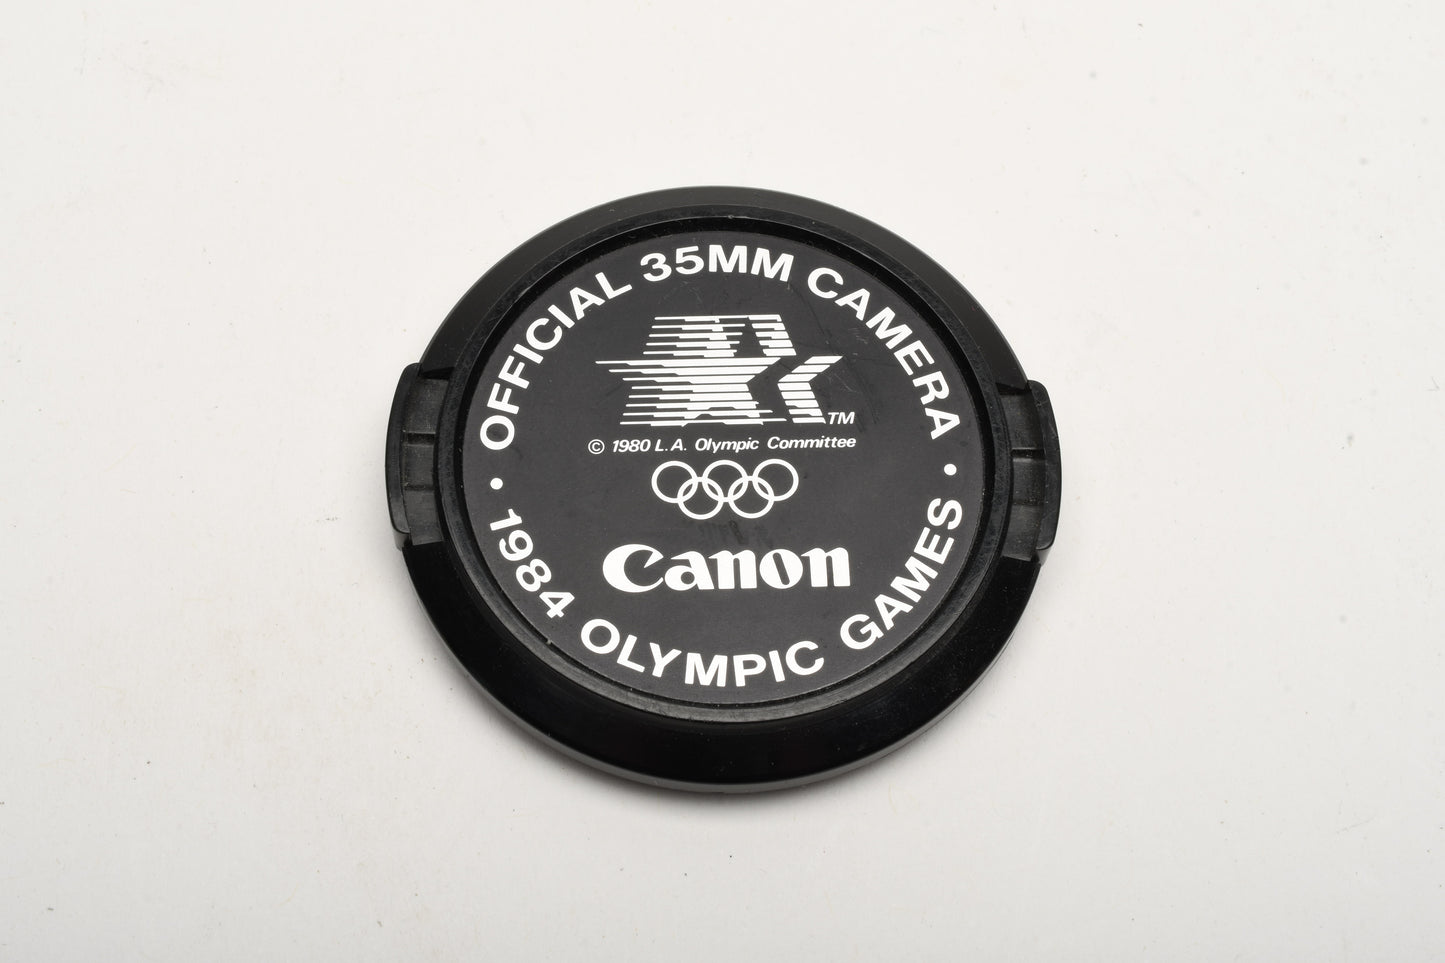 OFFICIAL 35MM CAMERA
TM
© 1980 L.A. Olympic Committee
Canon
• 1984 OLYMPIC GAMES •